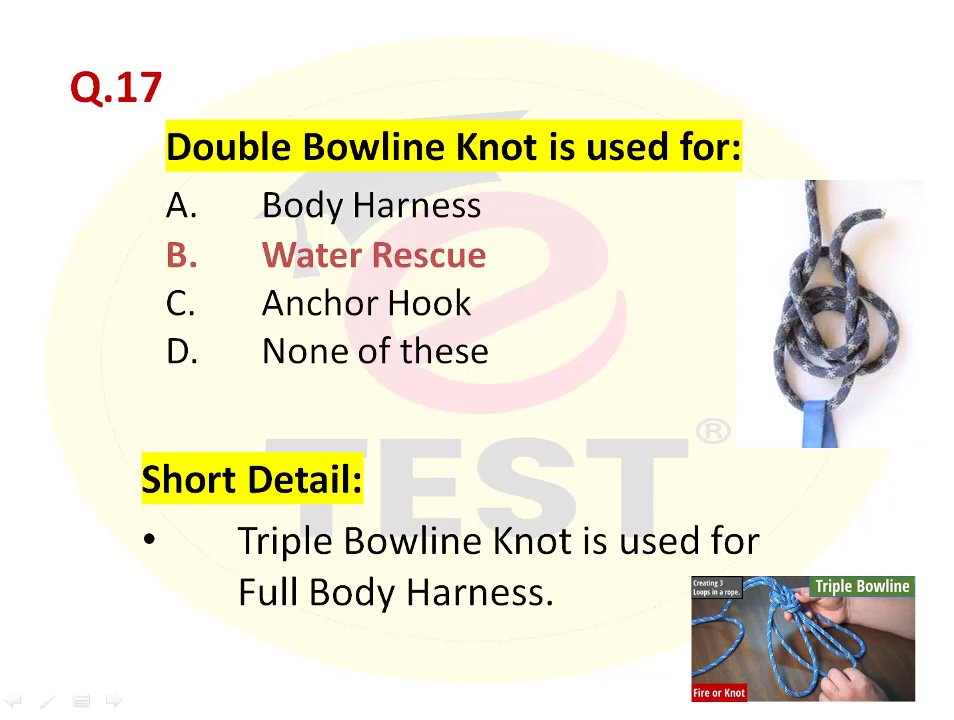 Q.17
Double Bowline Knot is used for:
A. Body Harness
B. Water Rescue
C. Anchor Hook
D. None of these
e
TEST®
Short Detail:
• Triple Bowline Knot is used for
Full Body Harness.
Creating 3
Loops in a rope.
Triple Bowline
Fire or Knot